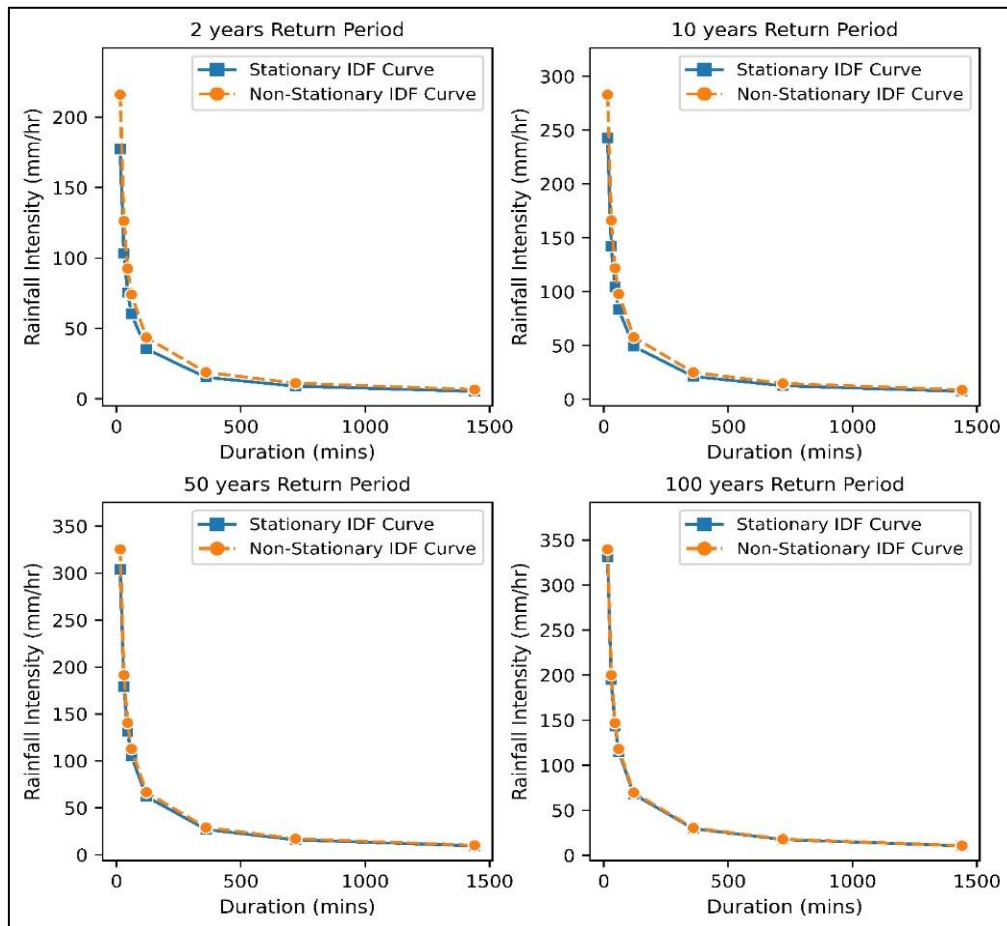 2 years Return Period
Stationary IDF Curve
Non-Stationary IDF Curve
Rainfall Intensity (mm/hr)
200
150
100
50
0
0 500 1000 1500
Duration (mins)
10 years Return Period
Stationary IDF Curve
Non-Stationary IDF Curve
Rainfall Intensity (mm/hr)
300
250
200
150
100
50
0
0 500 1000 1500
Duration (mins)
50 years Return Period
Stationary IDF Curve
Non-Stationary IDF Curve
Rainfall Intensity (mm/hr)
350
300
250
200
150
100
50
0
0 500 1000 1500
Duration (mins)
100 years Return Period
Stationary IDF Curve
Non-Stationary IDF Curve
Rainfall Intensity (mm/hr)
350
300
250
200
150
100
50
0
0 500 1000 1500
Duration (mins)